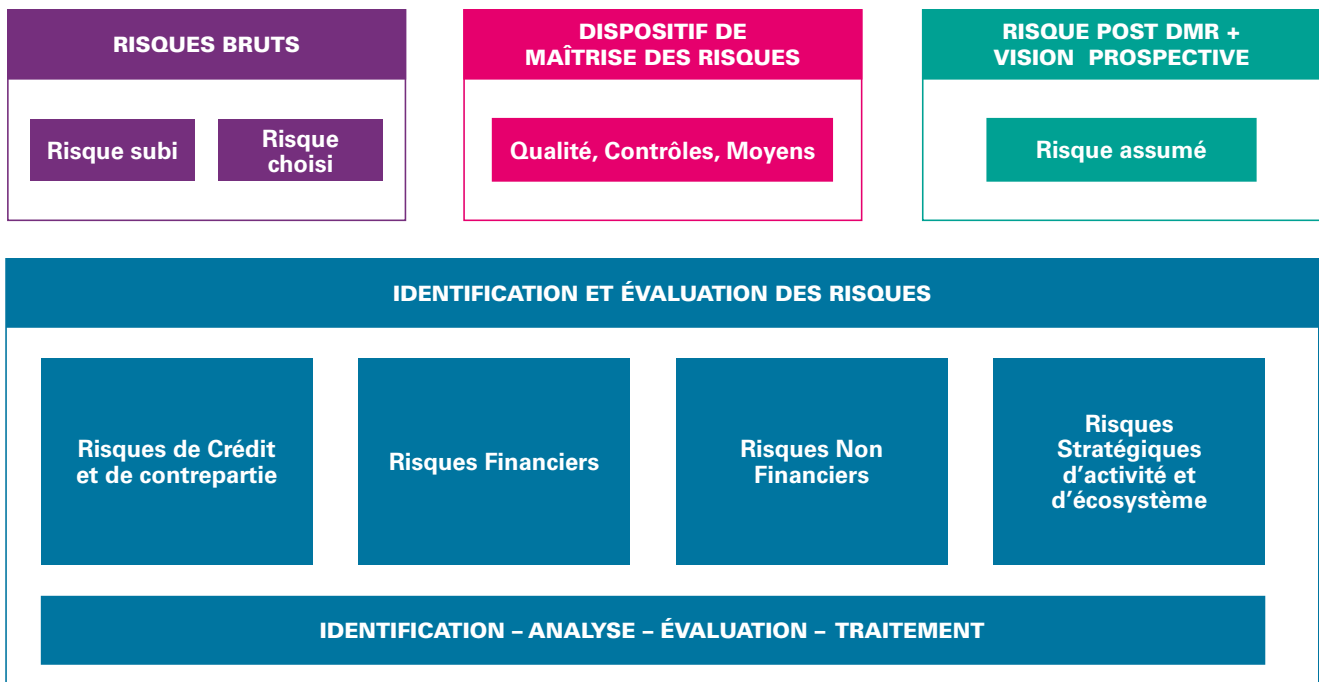 RISQUES BRUTS
Risque subi
Risque
choisi
DISPOSITIF DE
MAÎTRISE DES RISQUES
Qualité, Contrôles, Moyens
RISQUE POST DMR +
VISION PROSPECTIVE
Risque assumé
IDENTIFICATION ET ÉVALUATION DES RISQUES
Risques de Crédit
et de contrepartie
Risques Financiers
Risques Non
Financiers
Risques
Stratégiques
d'activité et
d'écosystème
IDENTIFICATION – ANALYSE – ÉVALUATION – TRAITEMENT